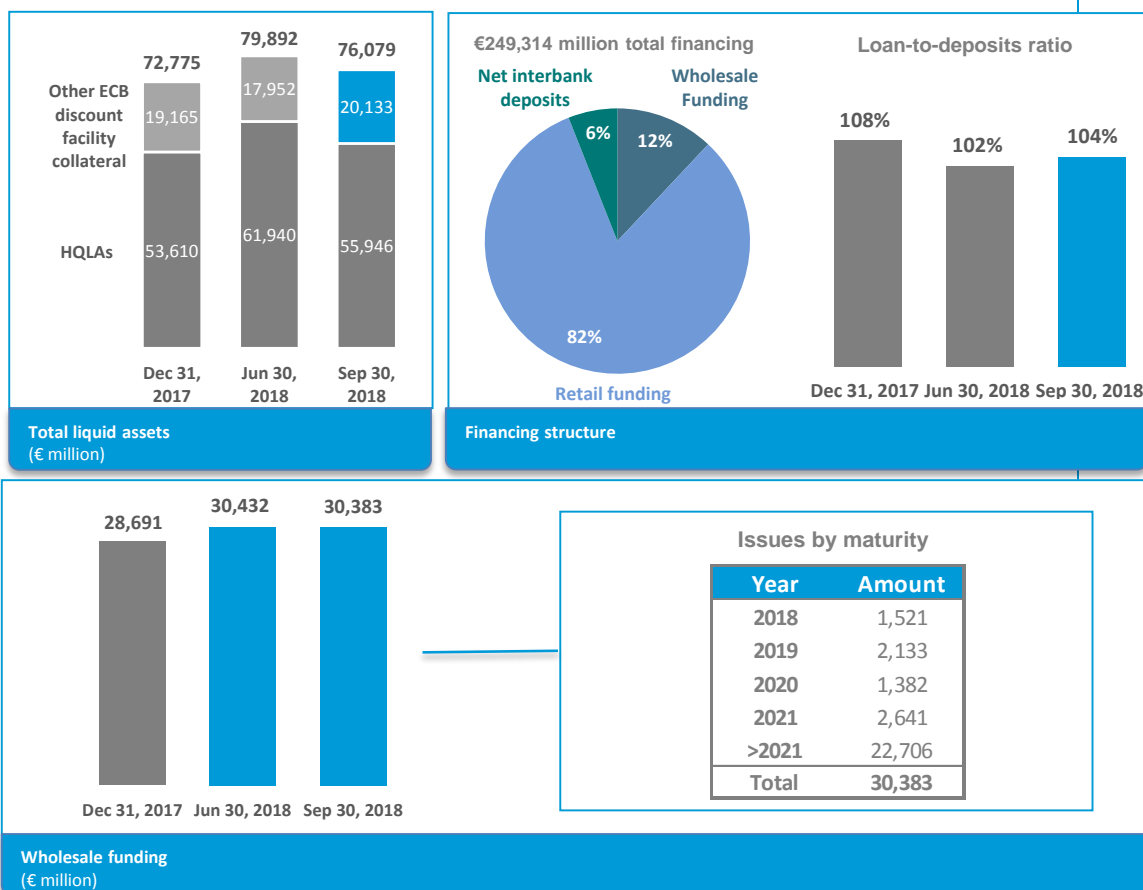 72,775
79,892
76,079
Other ECB
discount
facility
collateral
19,165
17,952
20,133
HQLAs
53,610
61,940
55,946
Dec 31,
2017
Jun 30,
2018
Sep 30,
2018
Total liquid assets
(€ million)
€249,314 million total financing
Net interbank
deposits
Wholesale
Funding
6%
12%
82%
Retail funding
Loan-to-deposits ratio
108%
102%
104%
Dec 31, 2017 Jun 30, 2018 Sep 30, 2018
Financing structure
28,691
30,432
30,383
Dec 31, 2017 Jun 30, 2018 Sep 30, 2018
Issues by maturity
Year Amount
2018 1,521
2019 2,133
2020 1,382
2021 2,641
>2021 22,706
Total 30,383
Wholesale funding
(€ million)